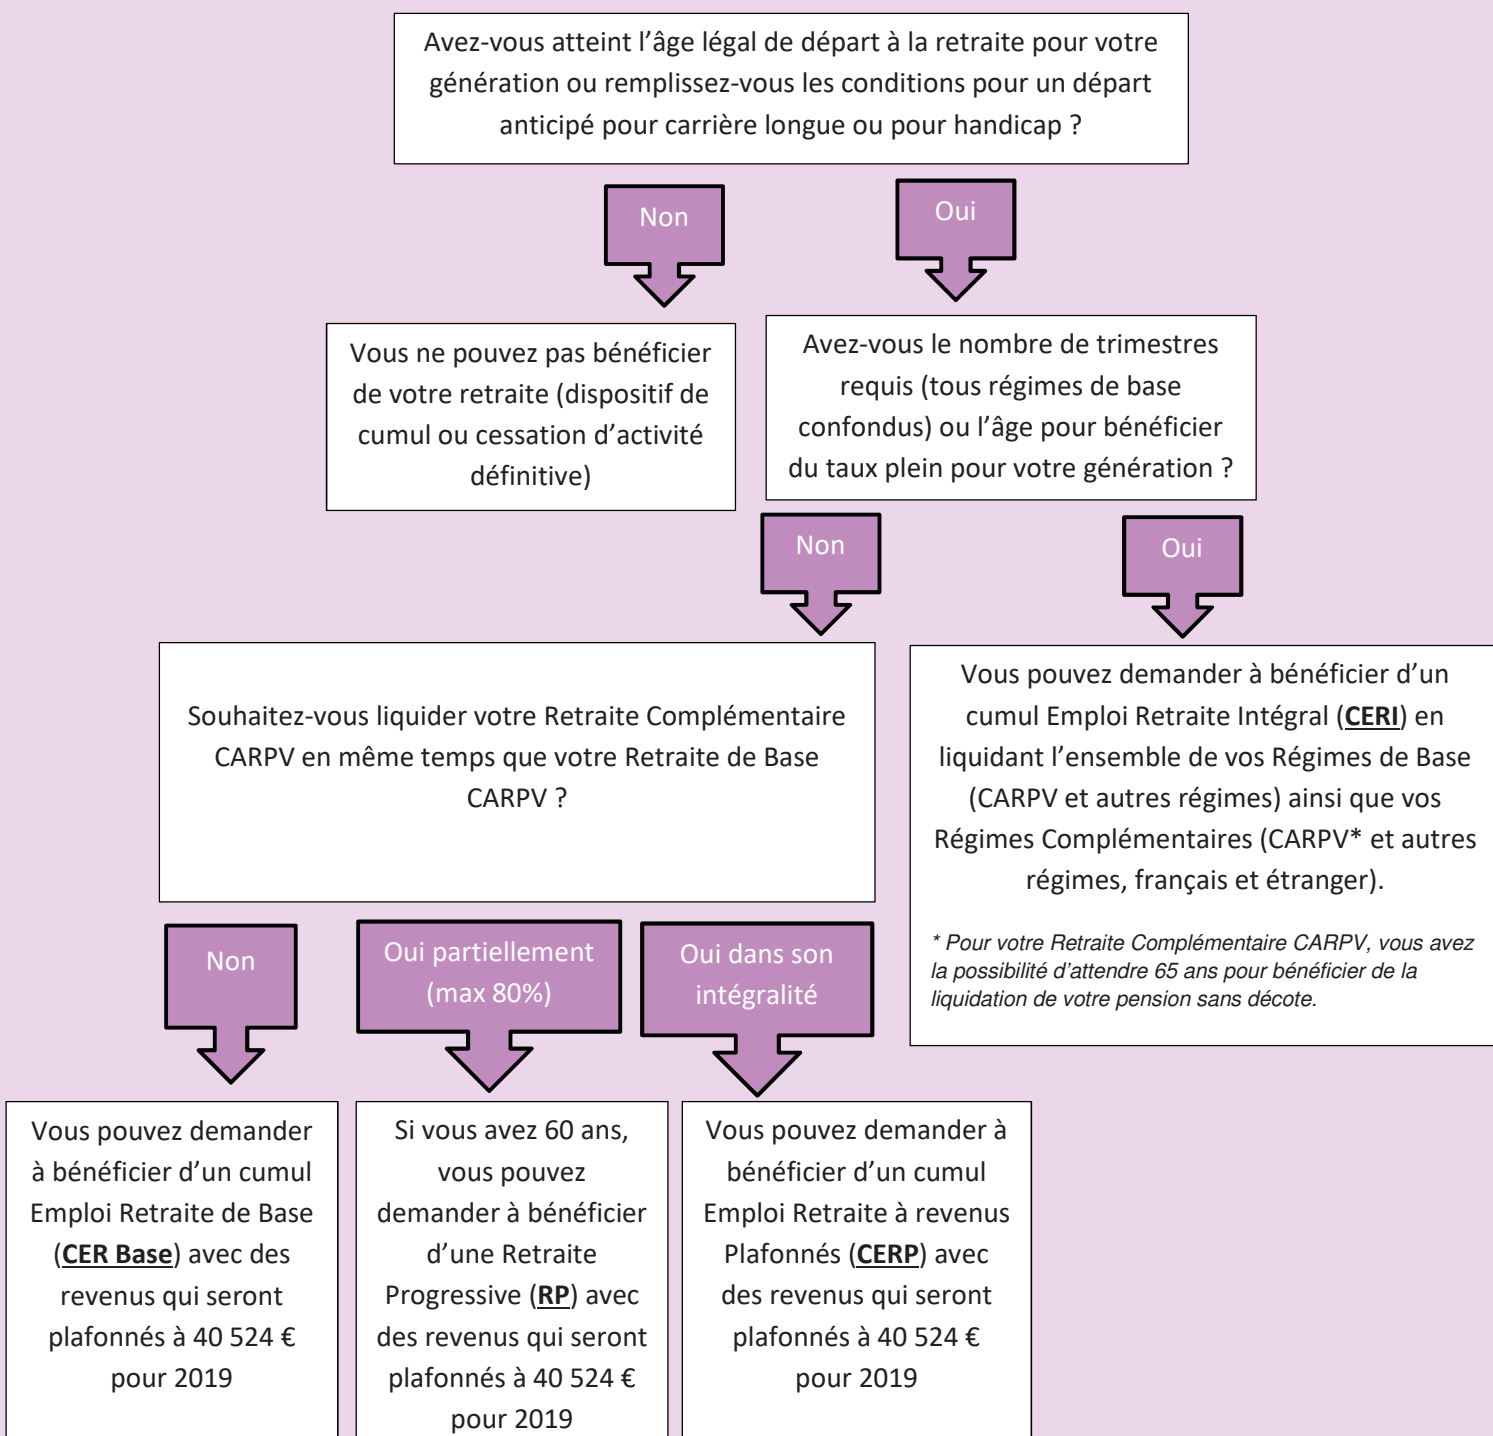 Avez-vous atteint l’âge légal de départ à la retraite pour votre
génération ou remplissez-vous les conditions pour un départ
anticipé pour carrière longue ou pour handicap ?
Non
Oui
Vous ne pouvez pas bénéficier
de votre retraite (dispositif de
cumul ou cessation d’activité
définitive)
Avez-vous le nombre de trimestres
requis (tous régimes de base
confondus) ou l’âge pour bénéficier
du taux plein pour votre génération ?
Non
Oui
Souhaitez-vous liquider votre Retraite Complémentaire
CARPV en même temps que votre Retraite de Base
CARPV ?
Vous pouvez demander à bénéficier d’un
cumul Emploi Retraite Intégral (CERI) en
liquidant l’ensemble de vos Régimes de Base
(CARPV et autres régimes) ainsi que vos
Régimes Complémentaires (CARPV* et autres
régimes, français et étranger).
* Pour votre Retraite Complémentaire CARPV, vous avez
la possibilité d’attendre 65 ans pour bénéficier de la
liquidation de votre pension sans décote.
Non
Oui partiellement
(max 80%)
Oui dans son
intégralité
Vous pouvez demander
à bénéficier d’un cumul
Emploi Retraite de Base
(CER Base) avec des
revenus qui seront
plafonnés à 40 524 €
pour 2019
Si vous avez 60 ans,
vous pouvez
demander à bénéficier
d’une Retraite
Progressive (RP) avec
des revenus qui seront
plafonnés à 40 524 €
pour 2019
Vous pouvez demander à
bénéficier d’un cumul
Emploi Retraite à revenus
Plafonnés (CERP) avec
des revenus qui seront
plafonnés à 40 524 €
pour 2019